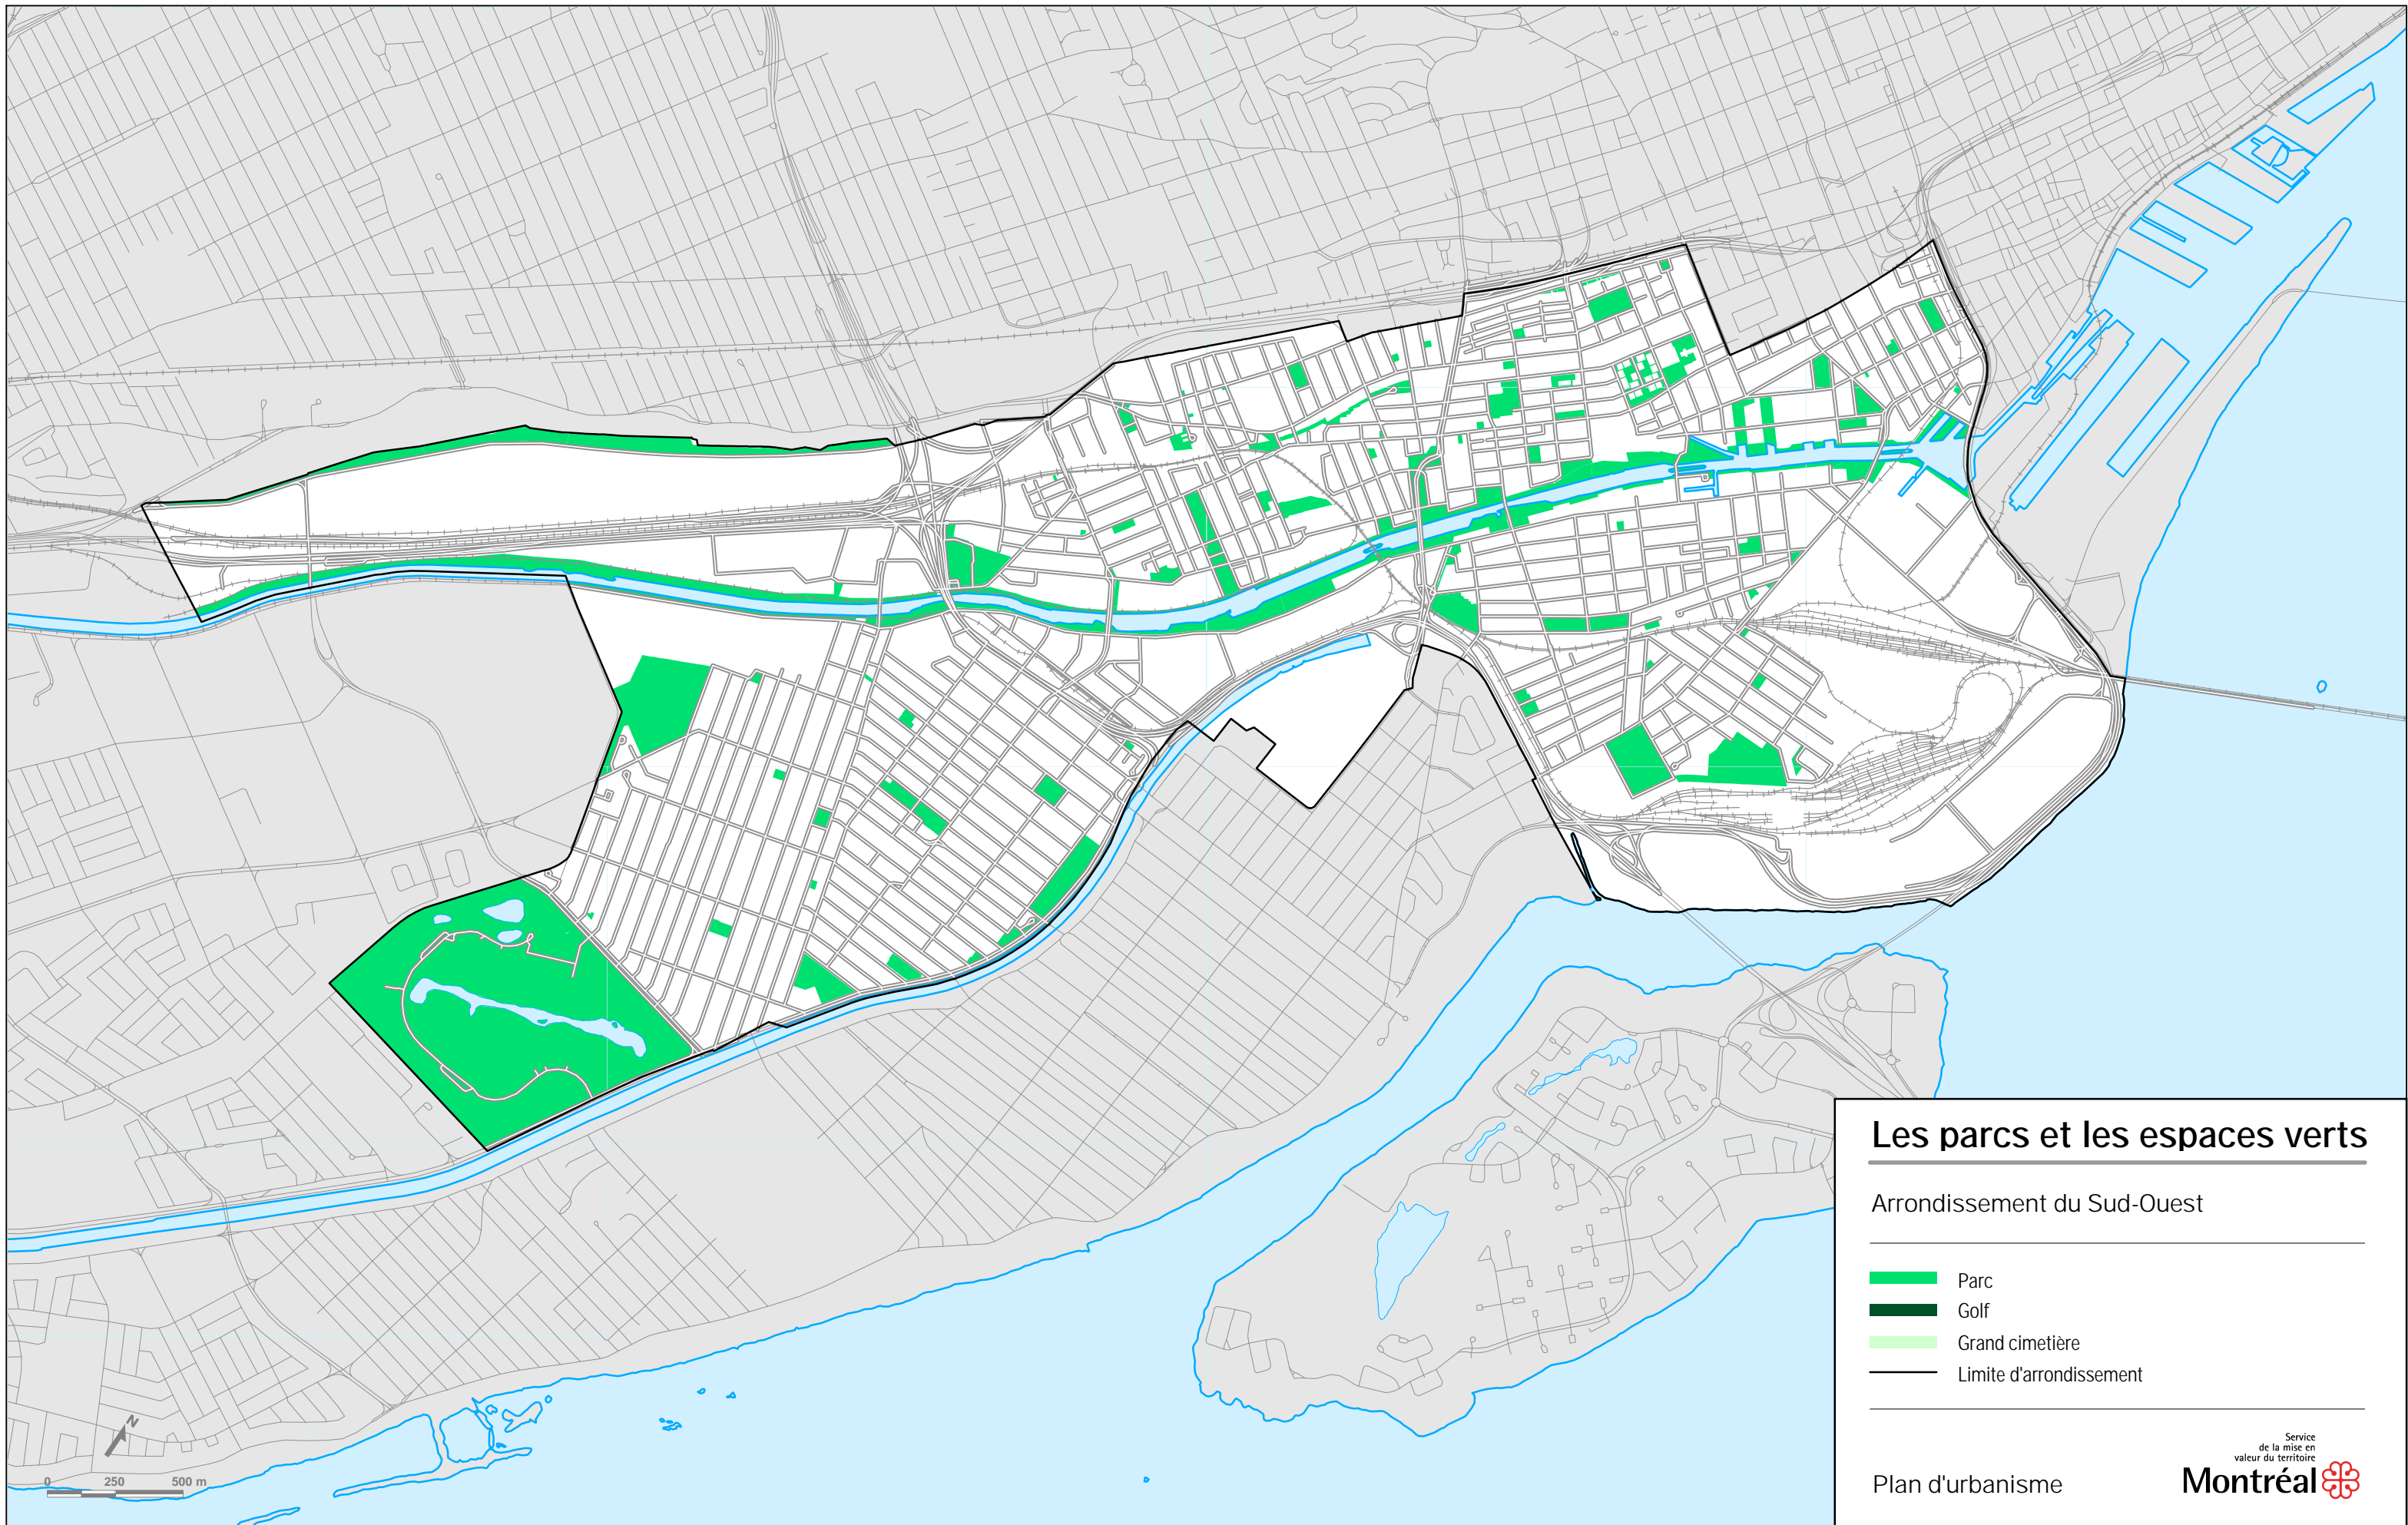 Les parcs et les espaces verts
Arrondissement du Sud-Ouest
Parc
Golf
Grand cimetière
Limite d'arrondissement
Plan d'urbanisme
Service
de la mise en
valeur du territoire
Montréal
N
0 250 500 m